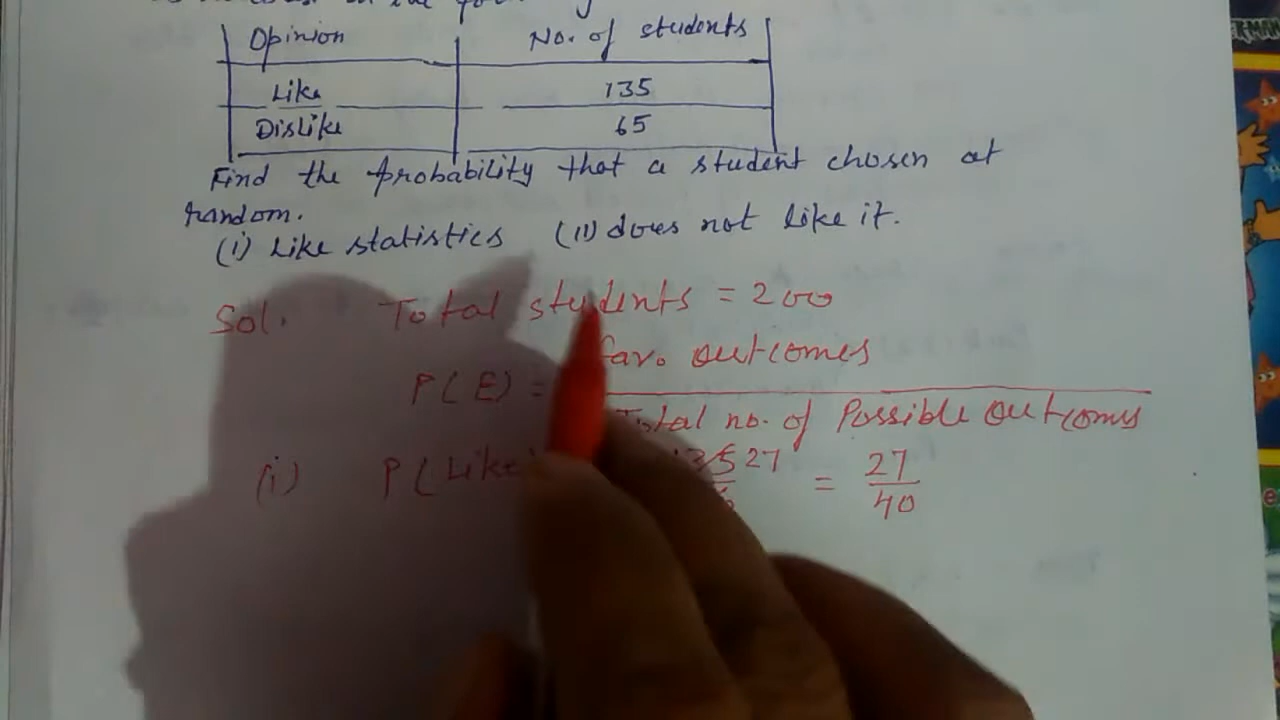 Opinion No. of students
Like 135
Dislike 65
Find the probability that a student chosen at
random.
(i) Like statistics (ii) does not like it.
Sol. Total students = 200
fav. outcomes
P(E) =
Total no. of Possible outcomes
(i) P(Like) 135 27 = 27
40